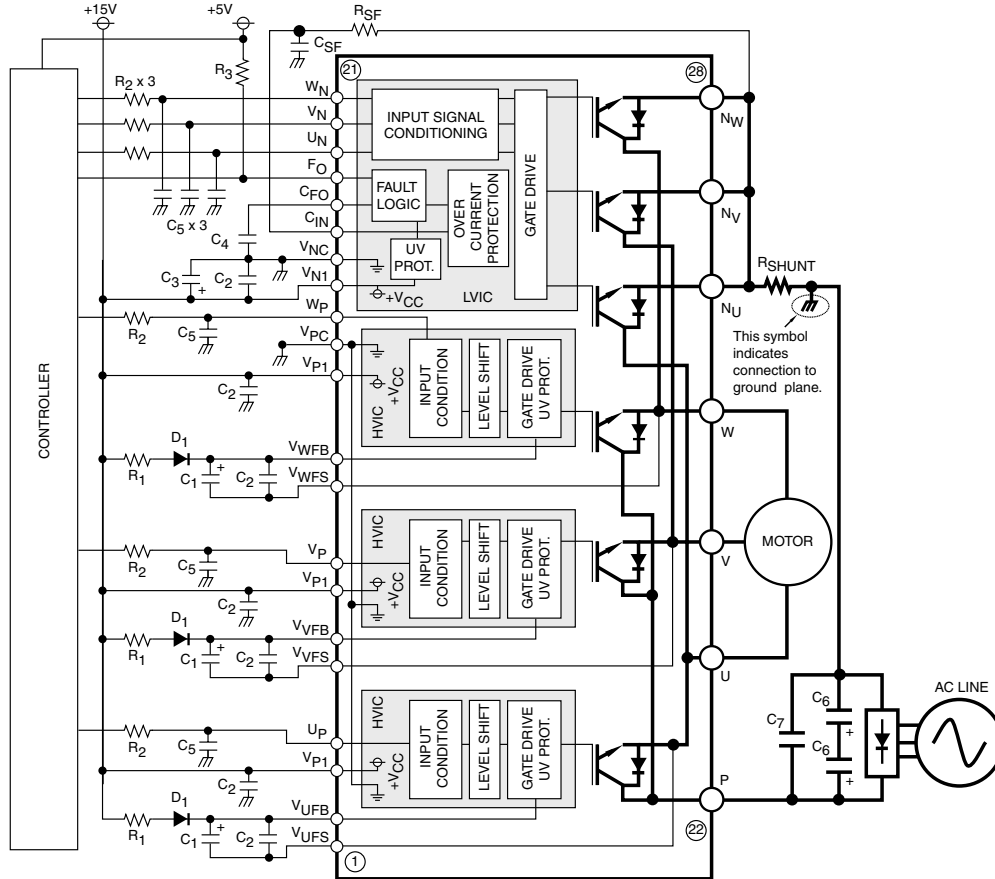 +15V
+5V
RSF
CSF
R3
R2 x 3
C5 x 3
C4
C3
C2
CONTROLLER
21
28
WN
VN
UN
FO
CFO
CIN
VNC
VN1
WP
VPC
VP1
INPUT SIGNAL
CONDITIONING
GATE DRIVE
FAULT
LOGIC
OVER
CURRENT
PROTECTION
UV
PROT.
+VCC
LVIC
NW
NV
NU
RSHUNT
This symbol
indicates
connection to
ground plane.
R2
C5
C2
HVIC
+VCC
INPUT
CONDITION
LEVEL SHIFT
GATE DRIVE
UV PROT.
W
D1
R1
C1
+
C2
VWFB
VWFS
MOTOR
V
R2
C5
C2
VP
VP1
HVIC
+VCC
INPUT
CONDITION
LEVEL SHIFT
GATE DRIVE
UV PROT.
D1
R1
C1
+
C2
VVFB
VVFS
U
R2
C5
C2
UP
VP1
HVIC
+VCC
INPUT
CONDITION
LEVEL SHIFT
GATE DRIVE
UV PROT.
AC LINE
C7
C6
+
C6
+
P
D1
R1
C1
+
C2
VUFB
VUFS
1
22